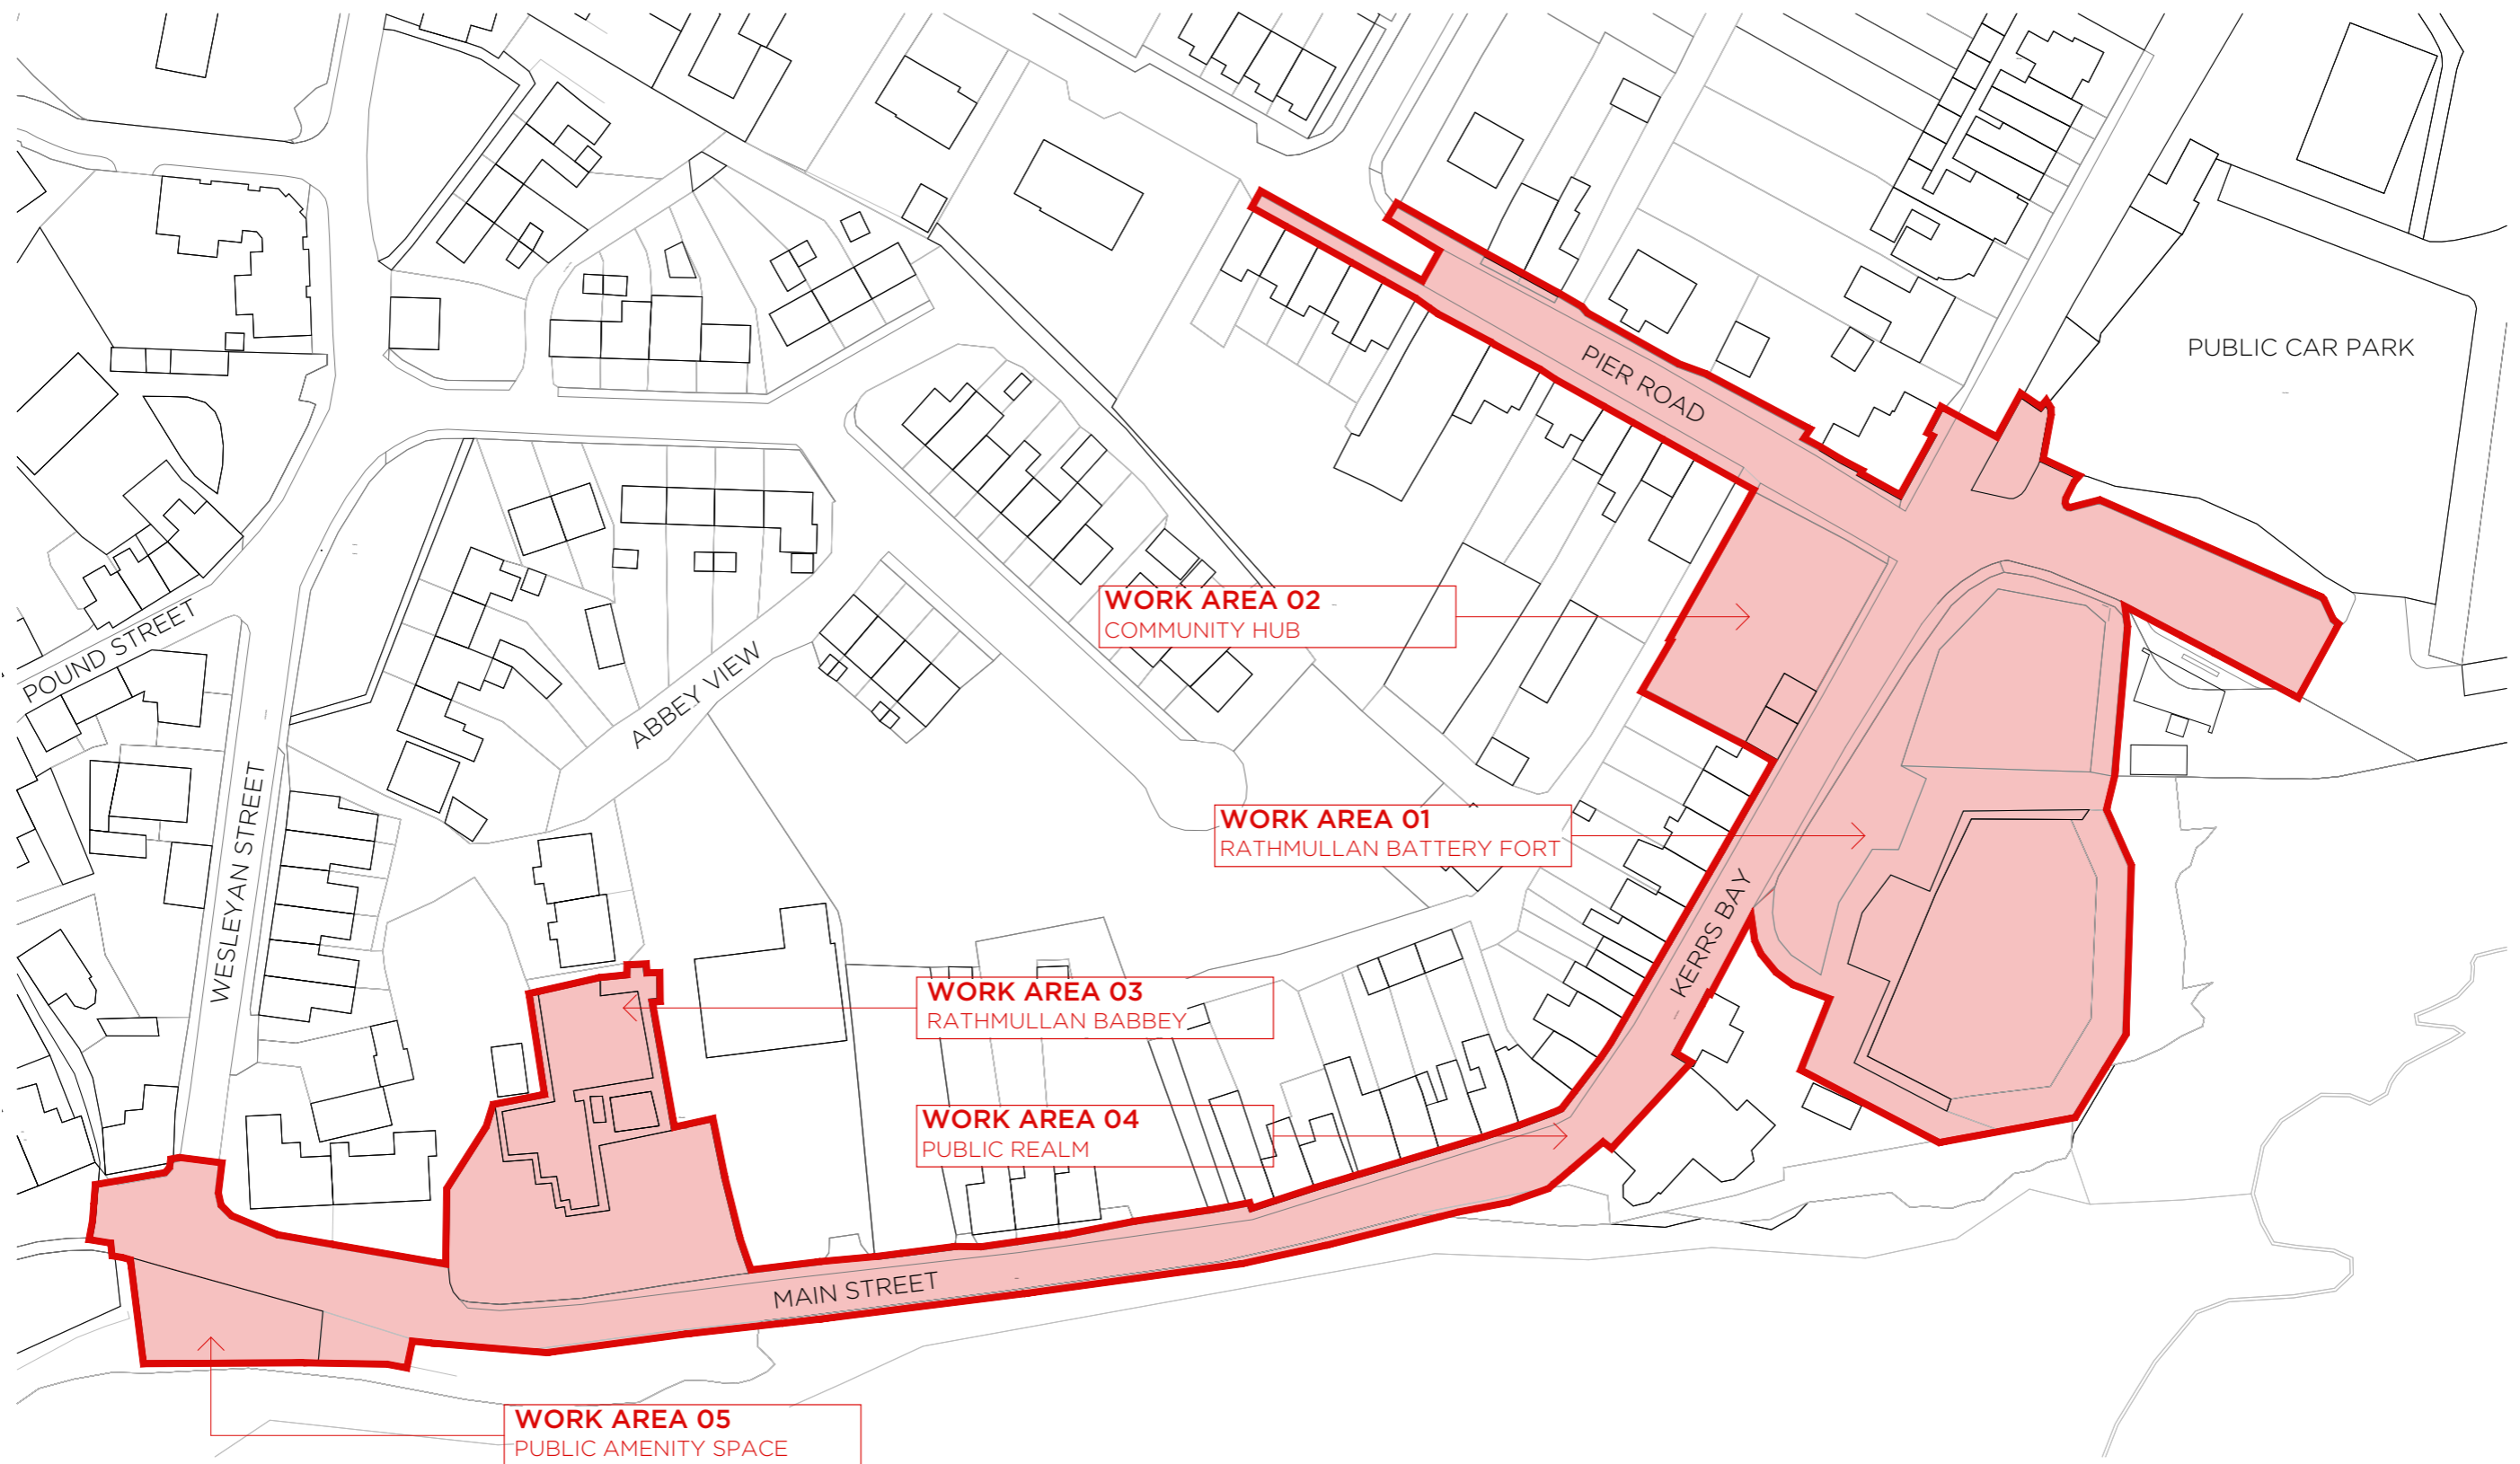 PUBLIC CAR PARK
PIER ROAD
WORK AREA 02
COMMUNITY HUB
POUND STREET
ABBEY VIEW
WESLEYAN STREET
WORK AREA 01
RATHMULLAN BATTERY FORT
KERRS BAY
WORK AREA 03
RATHMULLAN BABBEY
WORK AREA 04
PUBLIC REALM
MAIN STREET
WORK AREA 05
PUBLIC AMENITY SPACE